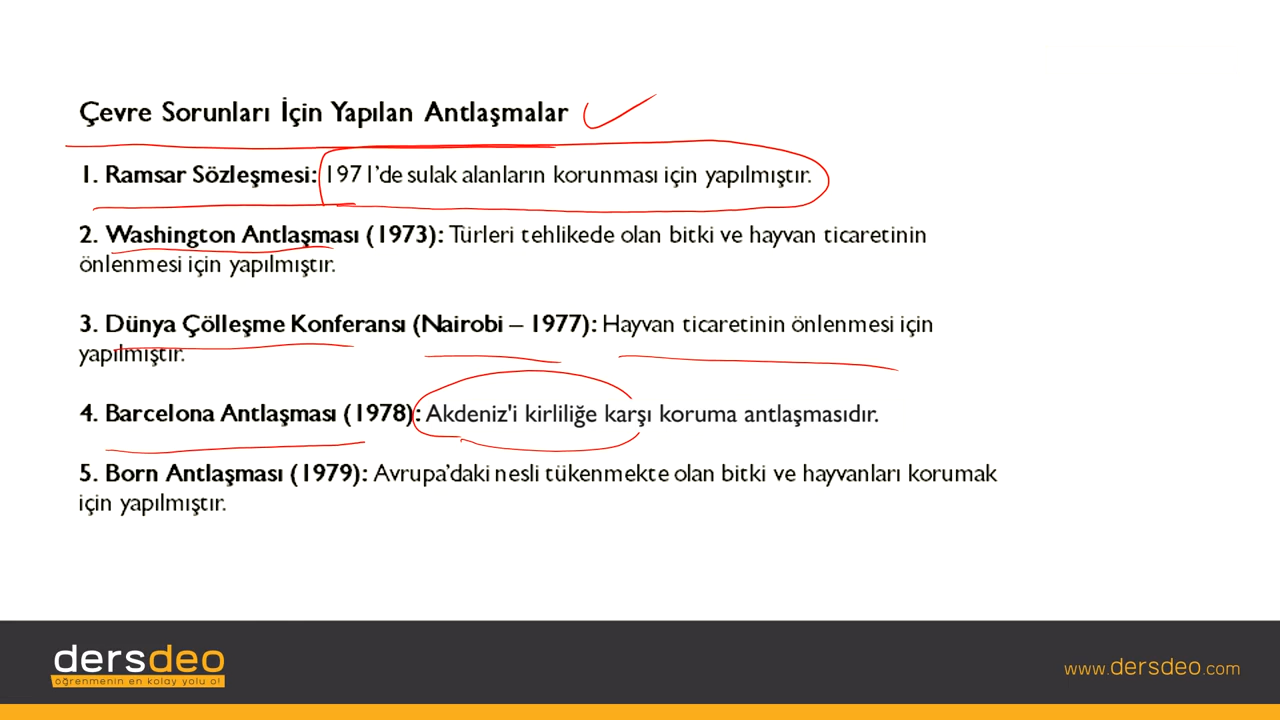 Çevre Sorunları İçin Yapılan Antlaşmalar
1. Ramsar Sözleşmesi: 1971'de sulak alanların korunması için yapılmıştır.
2. Washington Antlaşması (1973): Türleri tehlikede olan bitki ve hayvan ticaretinin
önlenmesi için yapılmıştır.
3. Dünya Çölleşme Konferansı (Nairobi – 1977): Hayvan ticaretinin önlenmesi için
yapılmıştır.
4. Barcelona Antlaşması (1978): Akdeniz'i kirliliğe karşı koruma antlaşmasıdır.
5. Born Antlaşması (1979): Avrupa'daki nesli tükenmekte olan bitki ve hayvanları korumak
için yapılmıştır.
dersdeo
öğrenmenin en kolay yolu o!
www.dersdeo.com